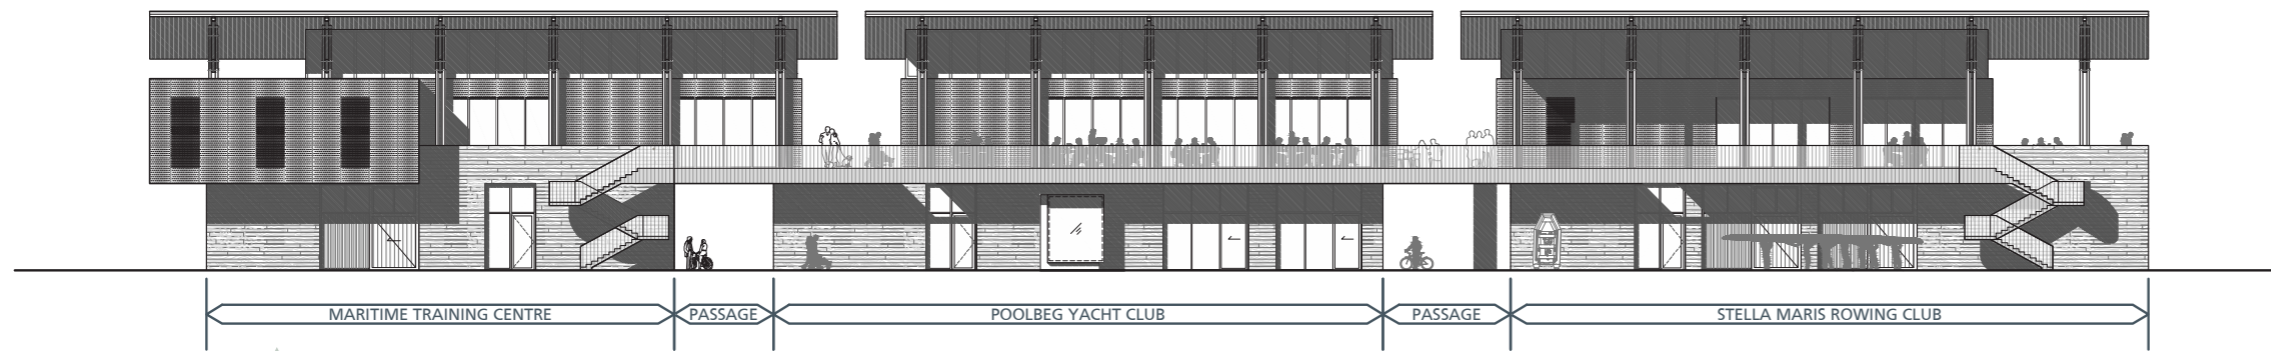 MARITIME TRAINING CENTRE
PASSAGE
POOLBEG YACHT CLUB
PASSAGE
STELLA MARIS ROWING CLUB